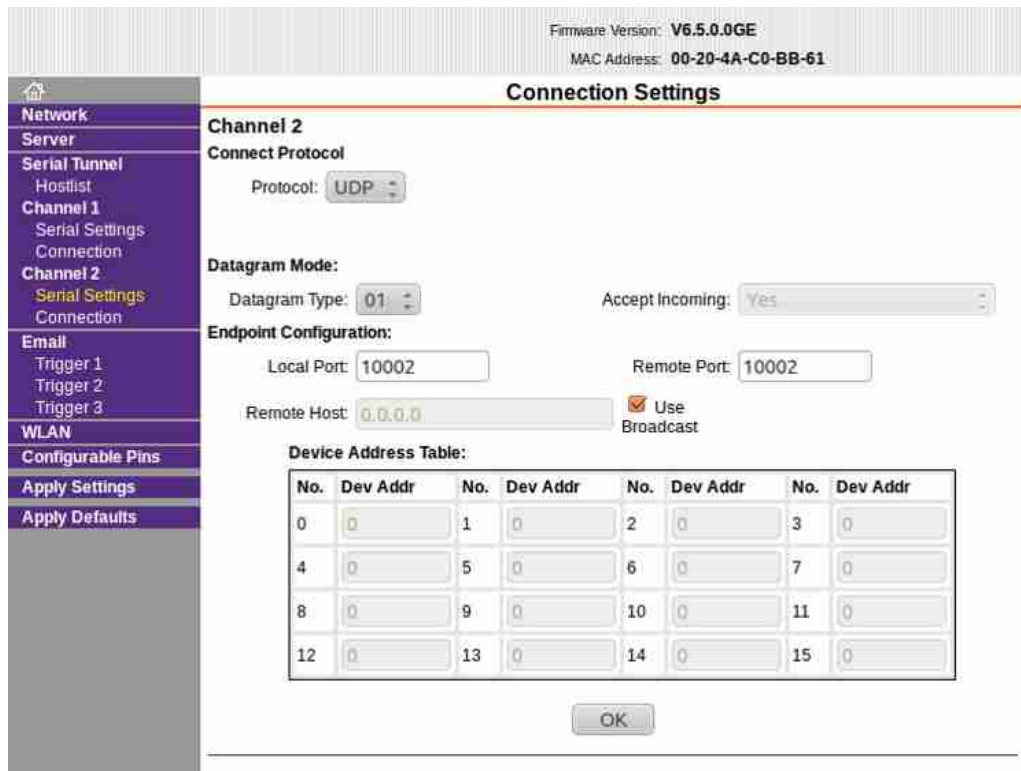 Firmware Version: V6.5.0.0GE
MAC Address: 00-20-4A-C0-BB-61
Network
Server
Serial Tunnel
Hostlist
Channel 1
Serial Settings
Connection
Channel 2
Serial Settings
Connection
Email
Trigger 1
Trigger 2
Trigger 3
WLAN
Configurable Pins
Apply Settings
Apply Defaults
Connection Settings
Channel 2
Connect Protocol
Protocol: UDP
Datagram Mode:
Datagram Type: 01 Accept Incoming: Yes
Endpoint Configuration:
Local Port: 10002 Remote Port: 10002
Remote Host: 0.0.0.0 Use Broadcast
Device Address Table:
No. Dev Addr No. Dev Addr No. Dev Addr No. Dev Addr
0 0 1 0 2 0 3 0
4 0 5 0 6 0 7 0
8 0 9 0 10 0 11 0
12 0 13 0 14 0 15 0
OK